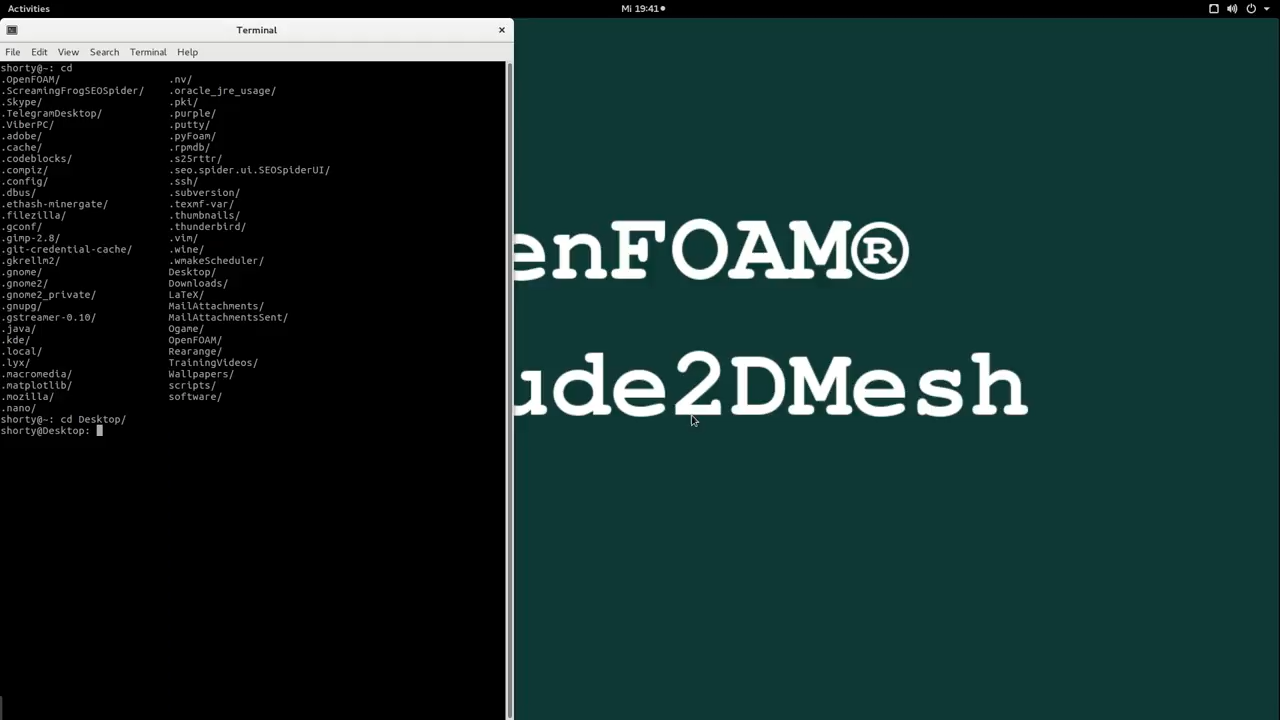 Activities
Mi 19:41
Terminal
File Edit View Search Terminal Help
shorty@~: cd
.OpenFOAM/ .nv/
.ScreamingFrogSEOSpider/ .oracle_jre_usage/
.Skype/ .pki/
.TelegramDesktop/ .purple/
.ViberPC/ .putty/
.adobe/ .pyFoam/
.cache/ .rpmdb/
.codeblocks/ .s25rttr/
.compiz/ .seo.spider.ui.SEOSpiderUI/
.config/ .ssh/
.dbus/ .subversion/
.ethash-minergate/ .texmf-var/
.filezilla/ .thumbnails/
.gconf/ .thunderbird/
.gimp-2.8/ .vim/
.git-credential-cache/ .wine/
.gkrellm2/ .wmakeScheduler/
.gnome/ Desktop/
.gnome2/ Downloads/
.gnome2_private/ LaTeX/
.gnupg/ MailAttachments/
.gstreamer-0.10/ MailAttachmentsSent/
.java/ Ogame/
.kde/ OpenFOAM/
.local/ Rearange/
.lyx/ TrainingVideos/
.macromedia/ Wallpapers/
.matplotlib/ scripts/
.mozilla/ software/
.nano/
shorty@~: cd Desktop/
shorty@Desktop:
enFOAM®
ude2DMesh